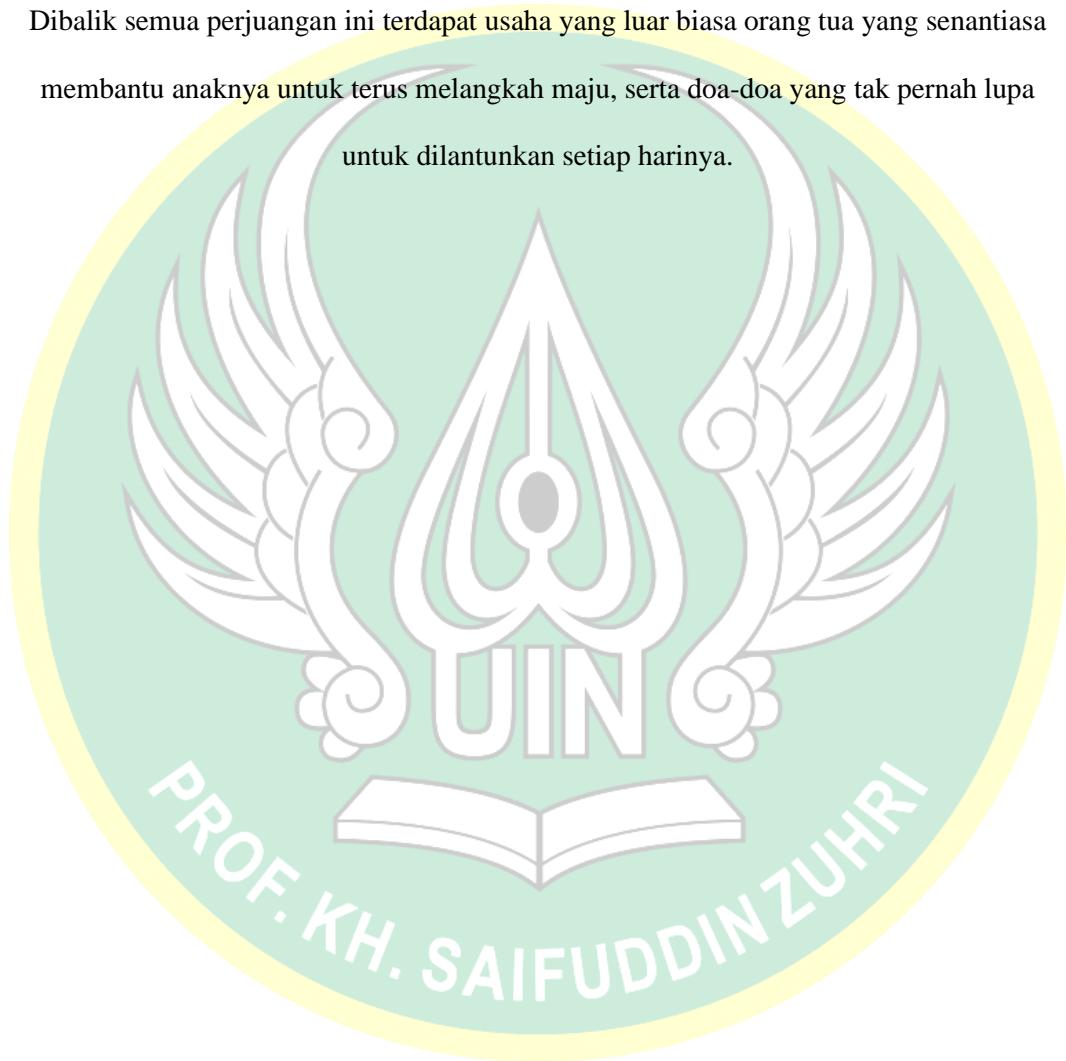 Dibalik semua perjuangan ini terdapat usaha yang luar biasa orang tua yang senantiasa
membantu anaknya untuk terus melangkah maju, serta doa-doa yang tak pernah lupa
untuk dilantunkan setiap harinya.
UIN
PROF. KH. SAIFUDDIN ZUHRI